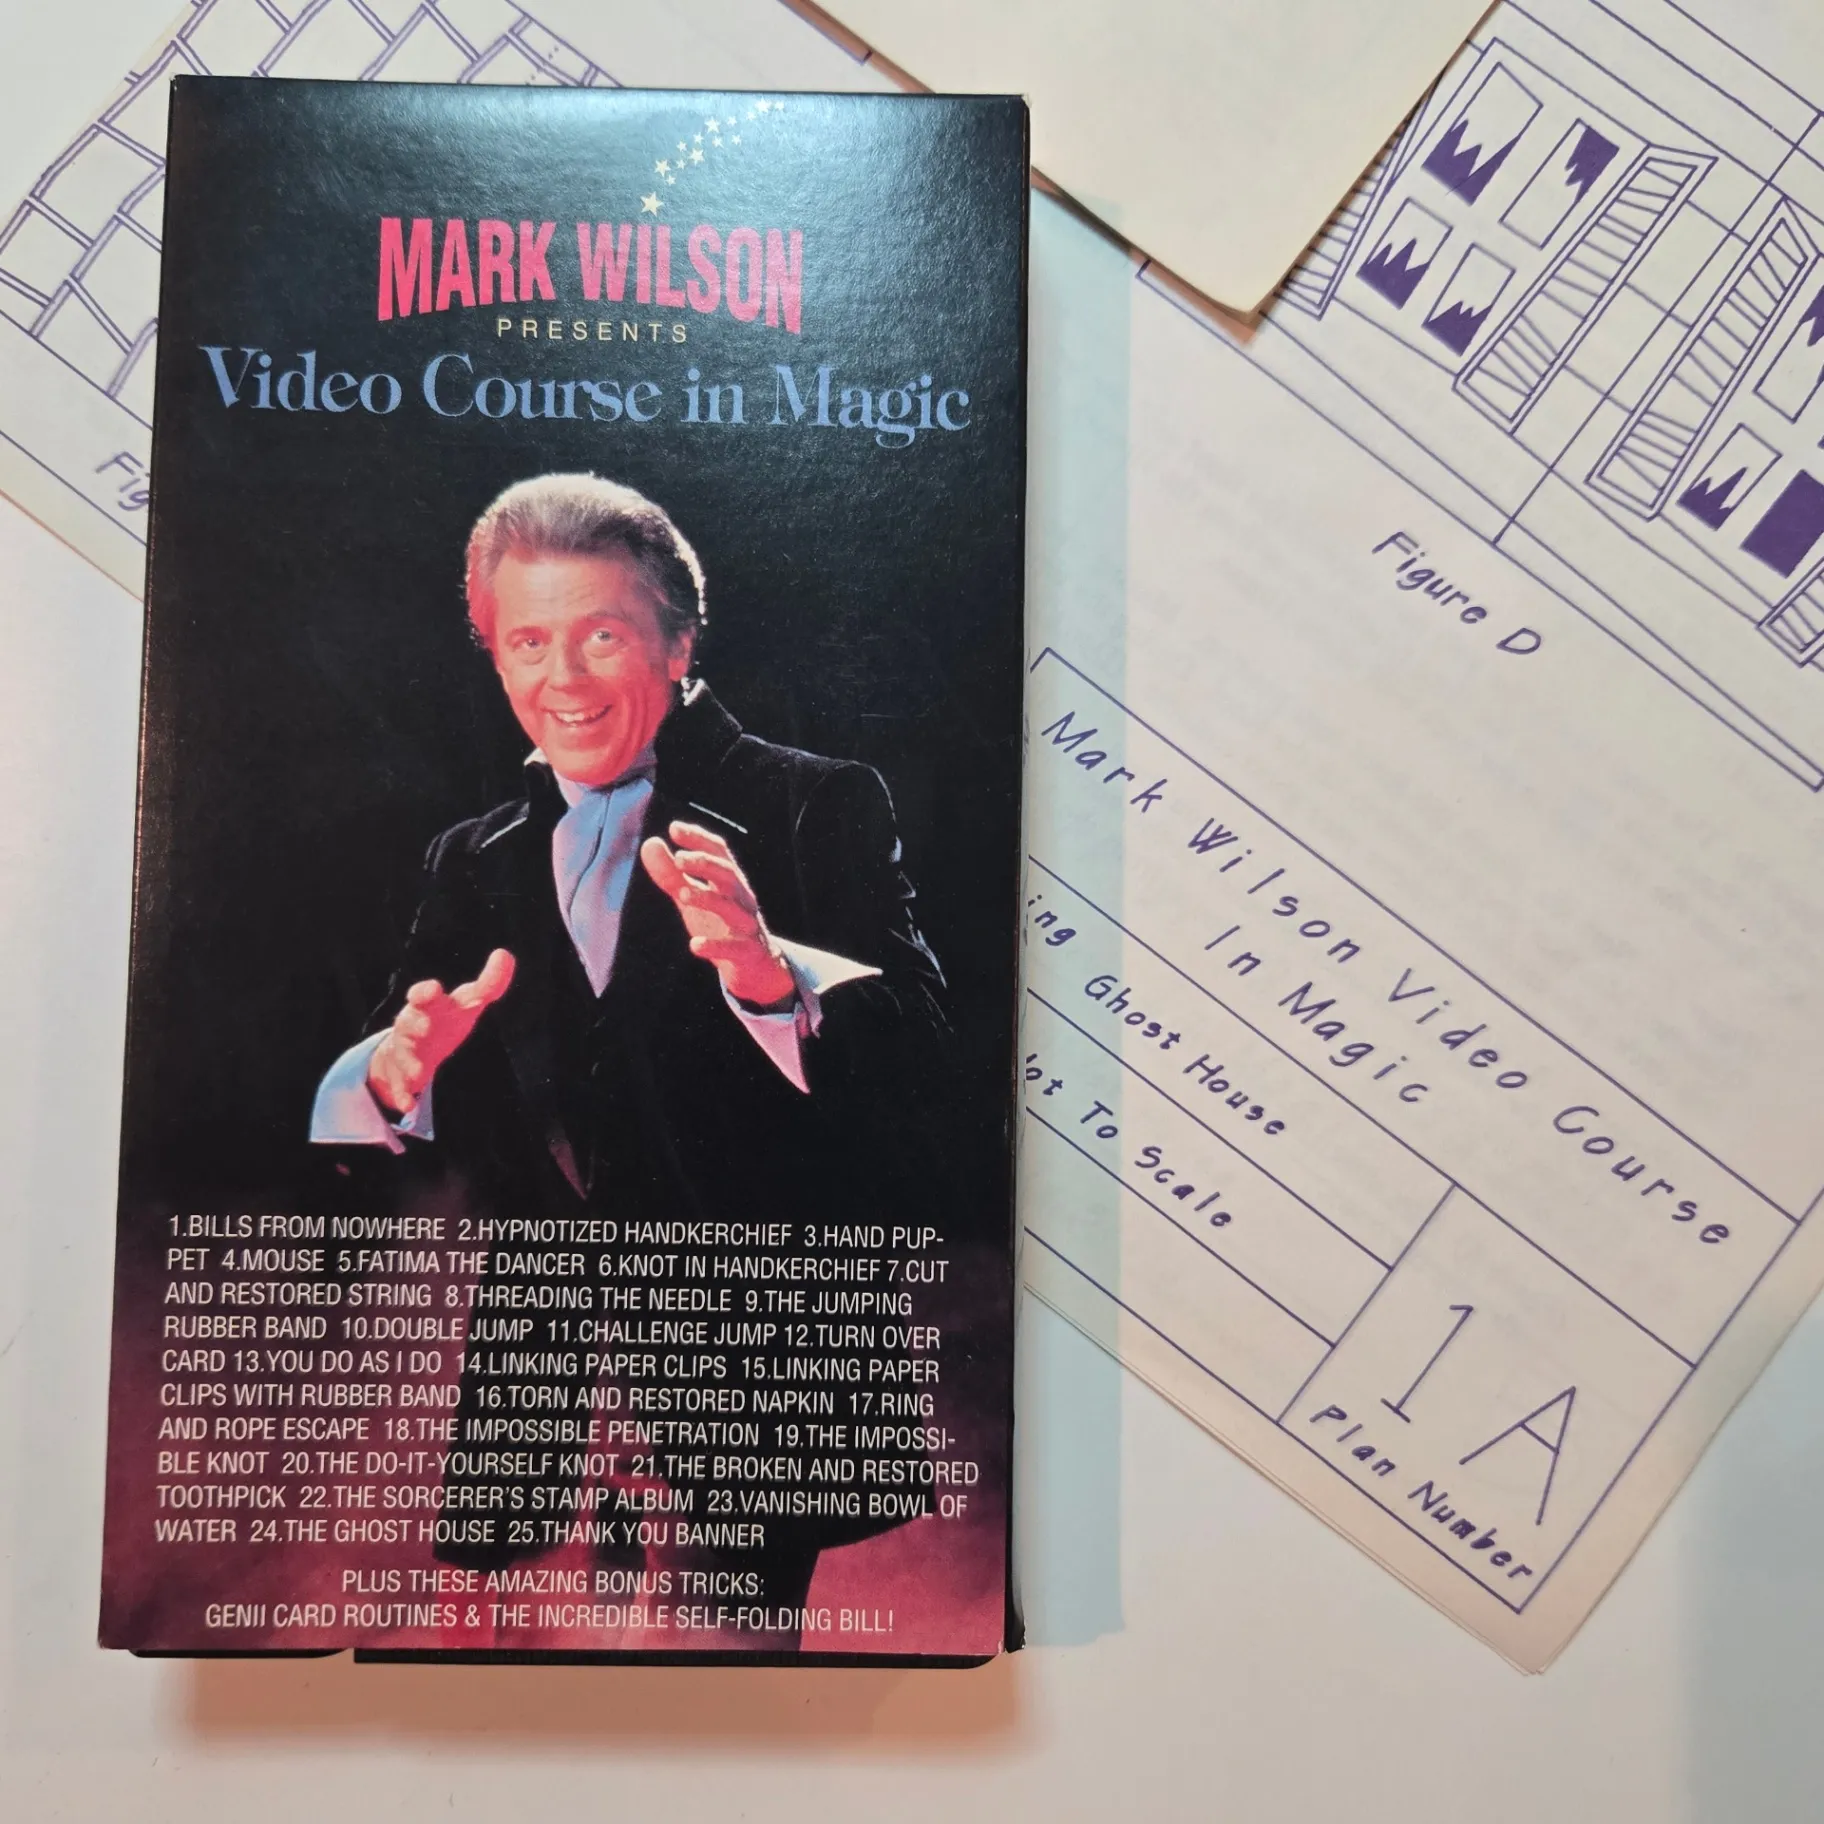 MARK WILSON
PRESENTS
Video Course in Magic
1.BILLS FROM NOWHERE 2.HYPNOTIZED HANDKERCHIEF 3.HAND PUP-
PET 4.MOUSE 5.FATIMA THE DANCER 6.KNOT IN HANDKERCHIEF 7.CUT
AND RESTORED STRING 8.THREADING THE NEEDLE 9.THE JUMPING
RUBBER BAND 10.DOUBLE JUMP 11.CHALLENGE JUMP 12.TURN OVER
CARD 13.YOU DO AS I DO 14.LINKING PAPER CLIPS 15.LINKING PAPER
CLIPS WITH RUBBER BAND 16.TORN AND RESTORED NAPKIN 17.RING
AND ROPE ESCAPE 18.THE IMPOSSIBLE PENETRATION 19.THE IMPOSSI-
BLE KNOT 20.THE DO-IT-YOURSELF KNOT 21.THE BROKEN AND RESTORED
TOOTHPICK 22.THE SORCERER'S STAMP ALBUM 23.VANISHING BOWL OF
WATER 24.THE GHOST HOUSE 25.THANK YOU BANNER
PLUS THESE AMAZING BONUS TRICKS:
GENII CARD ROUTINES & THE INCREDIBLE SELF-FOLDING BILL!
Fig
Figure D
Mark Wilson Video Course
In Magic
ing Ghost House
ot To Scale
1A
Plan Number